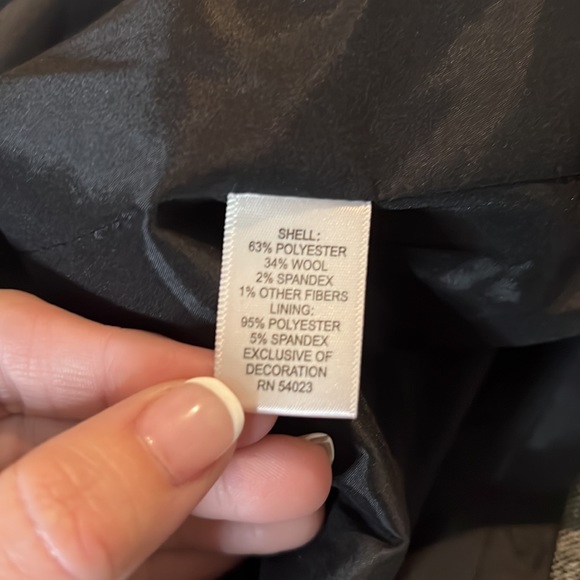 SHELL:
63% POLYESTER
34% WOOL
2% SPANDEX
1% OTHER FIBERS
LINING:
95% POLYESTER
5% SPANDEX
EXCLUSIVE OF
DECORATION
RN 54023